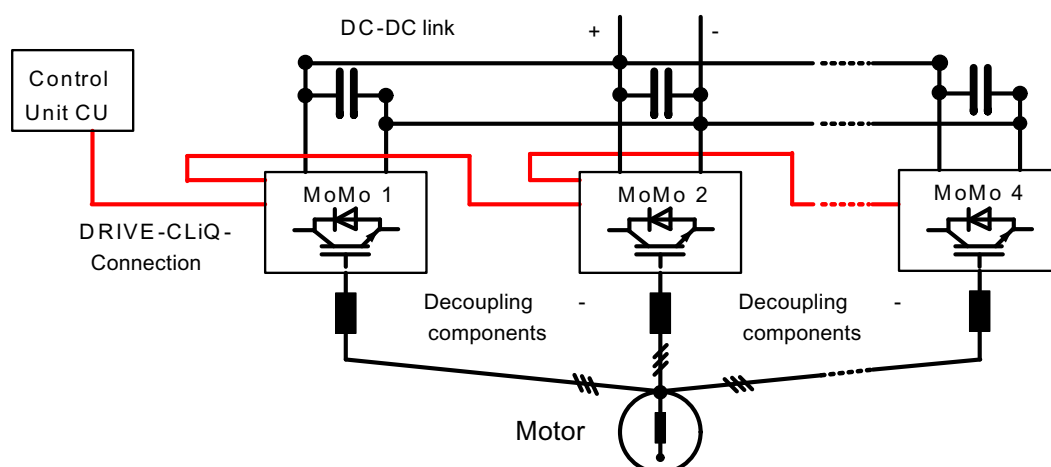 DC-DC link
+ -
Control
Unit CU
MoMo 1
MoMo 2
MoMo 4
DRIVE-CLiQ-
Connection
Decoupling -
components
Decoupling -
components
Motor